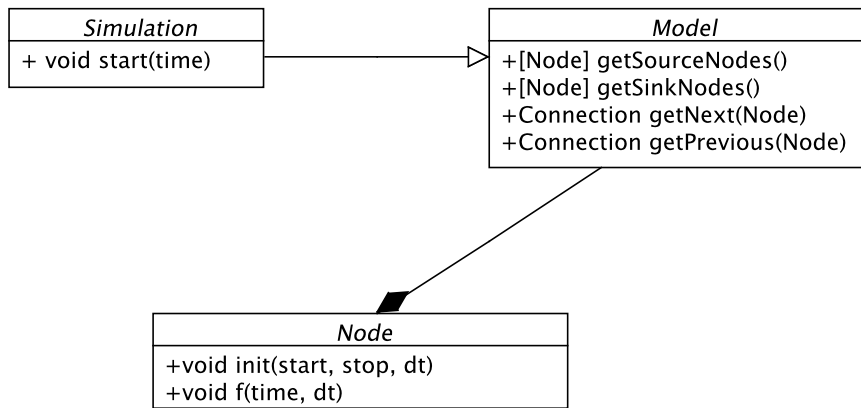 Simulation
+ void start(time)
Model
+[Node] getSourceNodes()
+[Node] getSinkNodes()
+Connection getNext(Node)
+Connection getPrevious(Node)
Node
+void init(start, stop, dt)
+void f(time, dt)